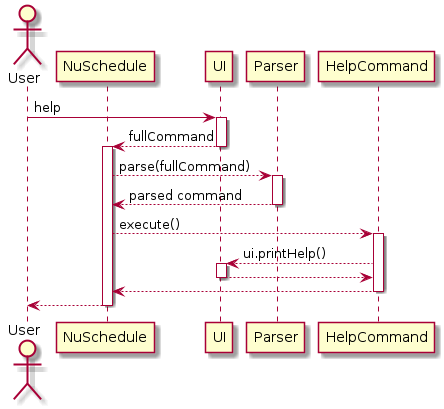 User
NuSchedule
UI
Parser
HelpCommand
help
fullCommand
parse(fullCommand)
parsed command
execute()
ui.printHelp()
User
NuSchedule
UI
Parser
HelpCommand